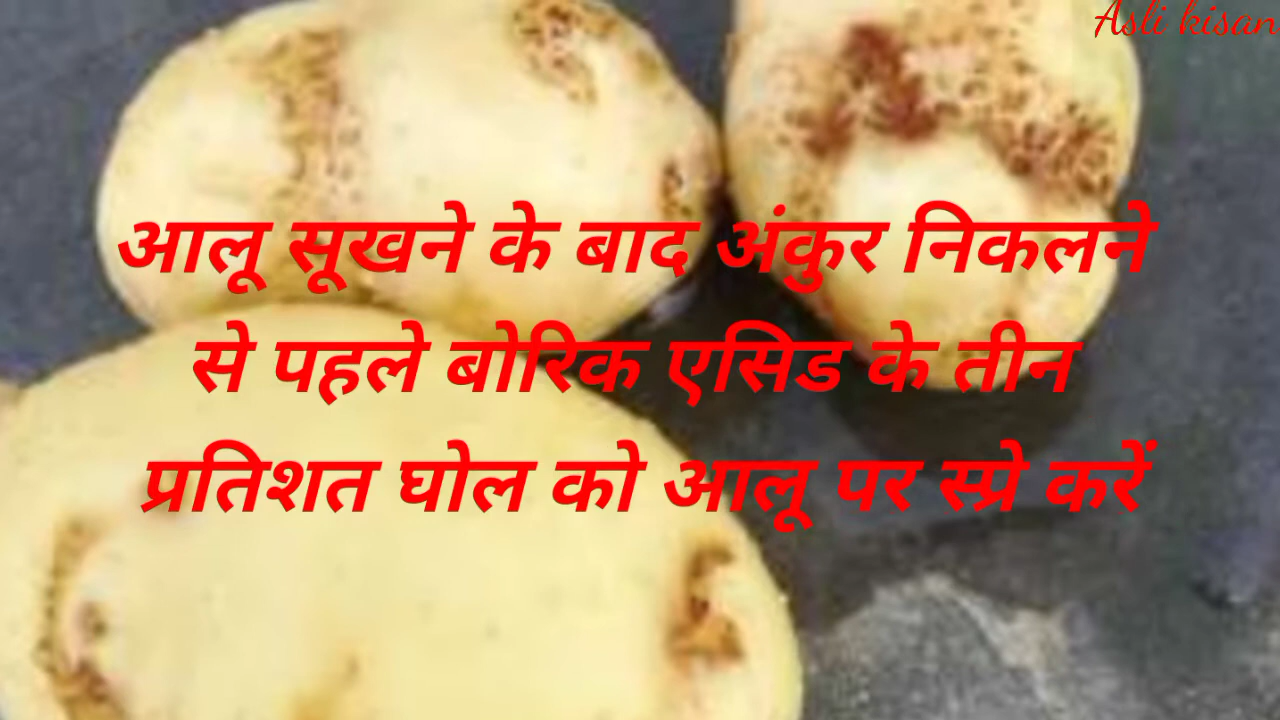 Asli kisan
आलू सूखने के बाद अंकुर निकलने
से पहले बोरिक एसिड के तीन
प्रतिशत घोल को आलू पर स्प्रे करें